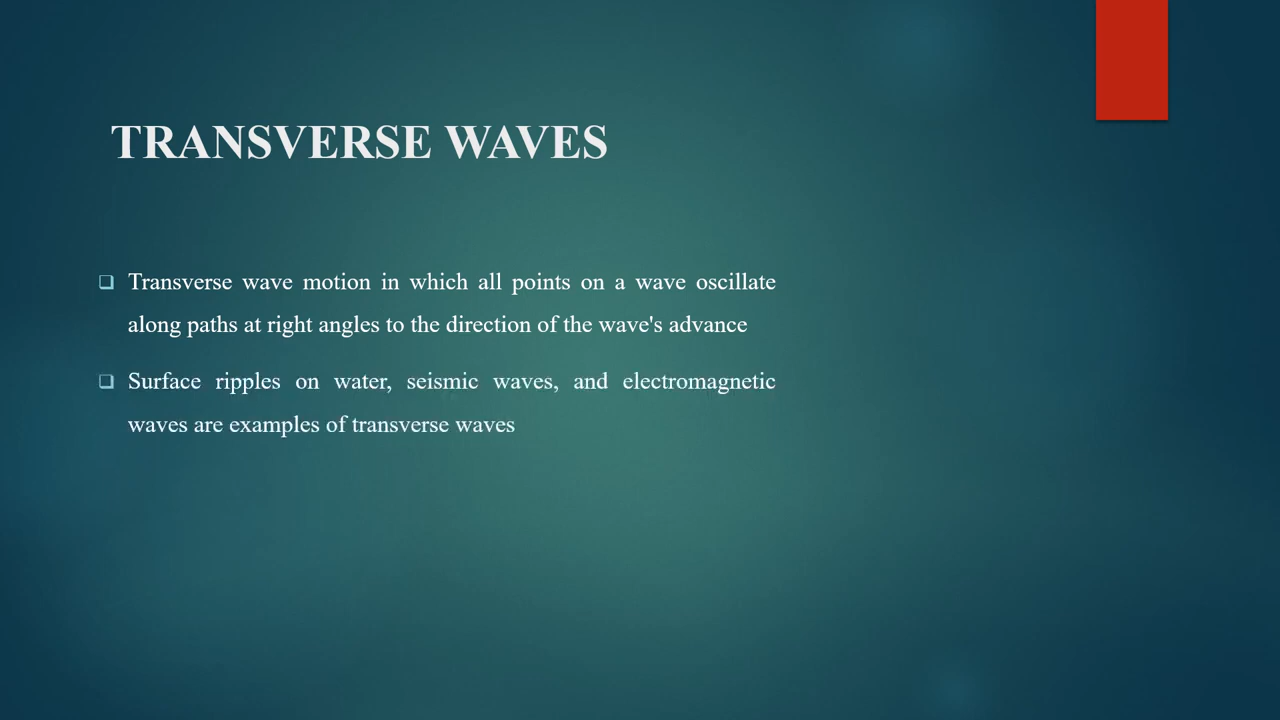 TRANSVERSE WAVES
Transverse wave motion in which all points on a wave oscillate
along paths at right angles to the direction of the wave's advance
Surface ripples on water, seismic waves, and electromagnetic
waves are examples of transverse waves